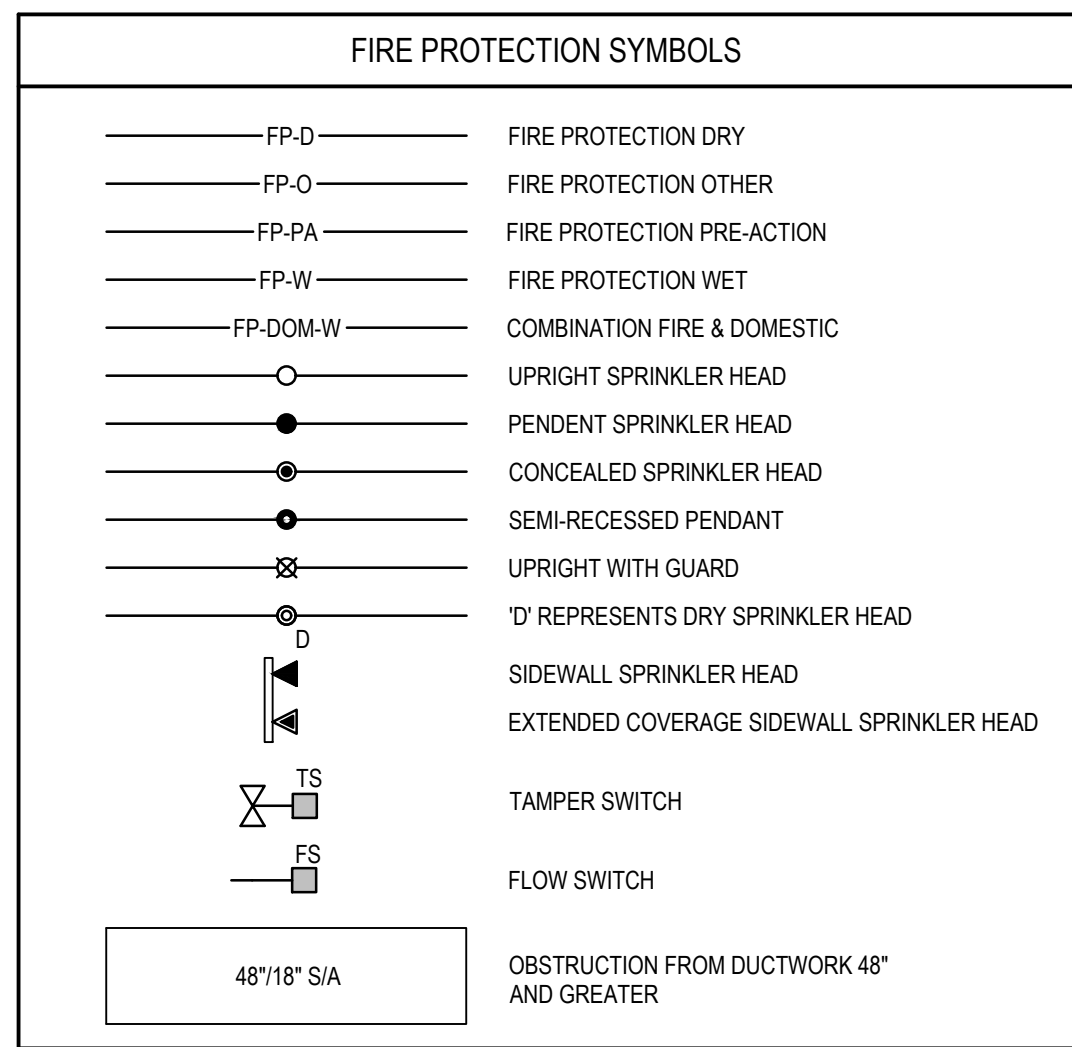 FIRE PROTECTION SYMBOLS
FP-D FIRE PROTECTION DRY
FP-O FIRE PROTECTION OTHER
FP-PA FIRE PROTECTION PRE-ACTION
FP-W FIRE PROTECTION WET
FP-DOM-W COMBINATION FIRE & DOMESTIC
UPRIGHT SPRINKLER HEAD
PENDENT SPRINKLER HEAD
CONCEALED SPRINKLER HEAD
SEMI-RECESSED PENDANT
UPRIGHT WITH GUARD
'D' REPRESENTS DRY SPRINKLER HEAD
D
SIDEWALL SPRINKLER HEAD
EXTENDED COVERAGE SIDEWALL SPRINKLER HEAD
TS
TAMPER SWITCH
FS
FLOW SWITCH
48"/18" S/A
OBSTRUCTION FROM DUCTWORK 48"
AND GREATER